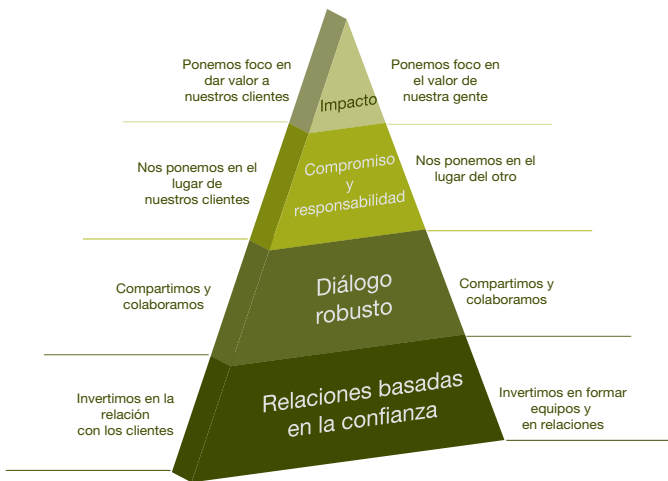 Ponemos foco en
dar valor a
nuestros clientes
Impacto
Ponemos foco en
el valor de
nuestra gente
Nos ponemos en el
lugar de
nuestros clientes
Compromiso
y
responsabilidad
Nos ponemos en el
lugar del otro
Compartimos y
colaboramos
Diálogo
robusto
Compartimos y
colaboramos
Invertimos en la
relación
con los clientes
Relaciones basadas
en la confianza
Invertimos en formar
equipos y
en relaciones